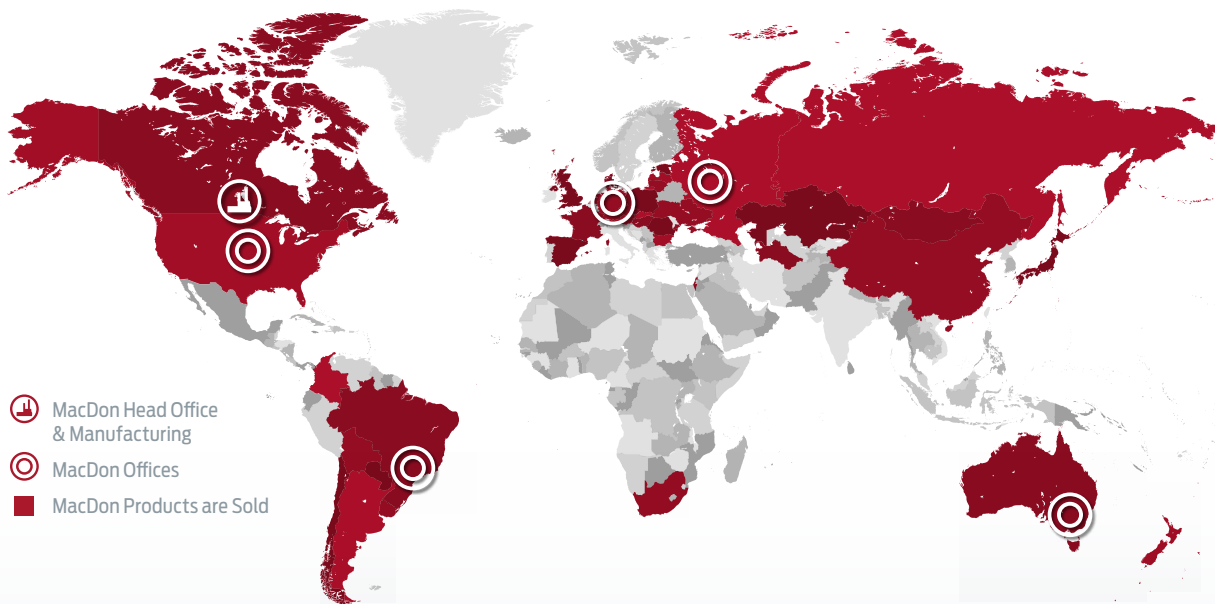 MacDon Head Office
& Manufacturing
MacDon Offices
MacDon Products are Sold